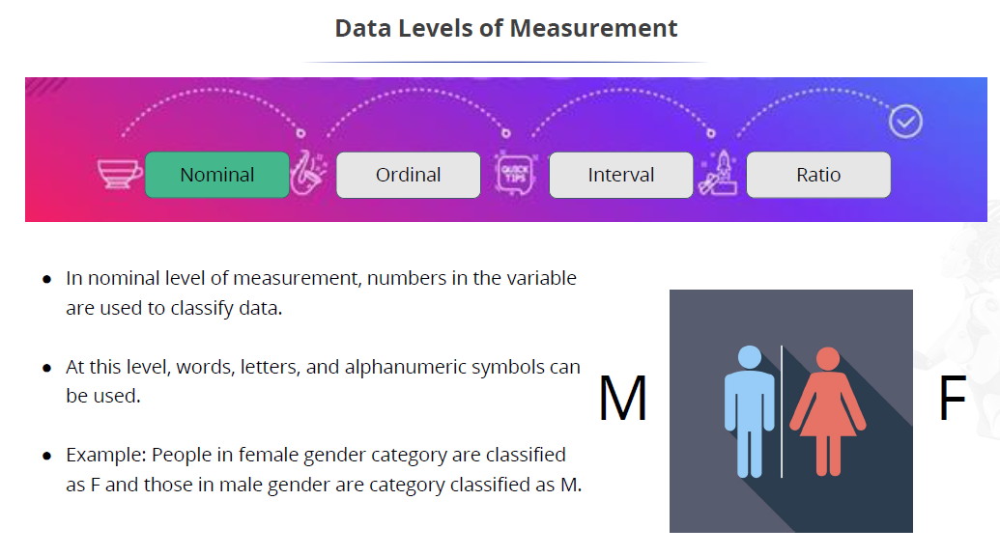 Data Levels of Measurement
Nominal
Ordinal
QUICK
TIPS
Interval
Ratio
● In nominal level of measurement, numbers in the variable
are used to classify data.
● At this level, words, letters, and alphanumeric symbols can
be used.
● Example: People in female gender category are classified
as F and those in male gender are category classified as M.
M
F